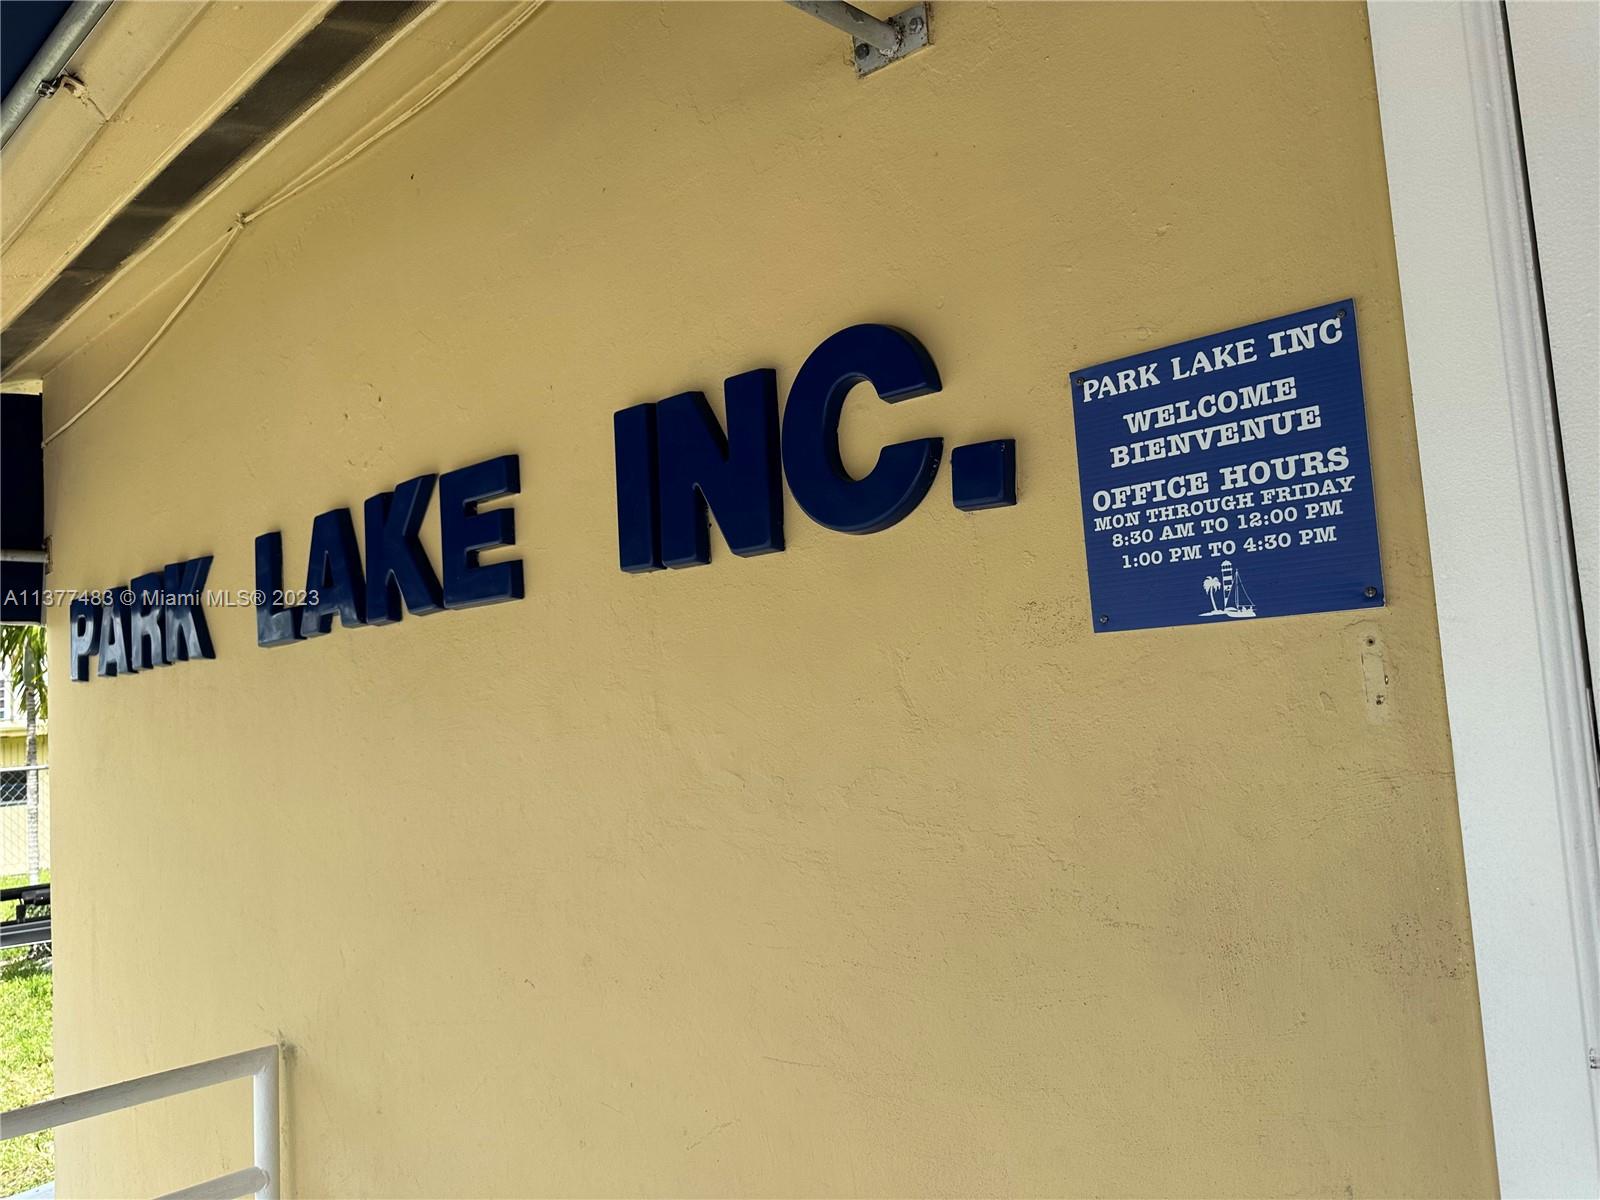 PARK LAKE INC.
PARK LAKE INC
WELCOME
BIENVENUE
OFFICE HOURS
MON THROUGH FRIDAY
8:30 AM TO 12:00 PM
1:00 PM TO 4:30 PM
A11377483 © Miami MLS® 2023